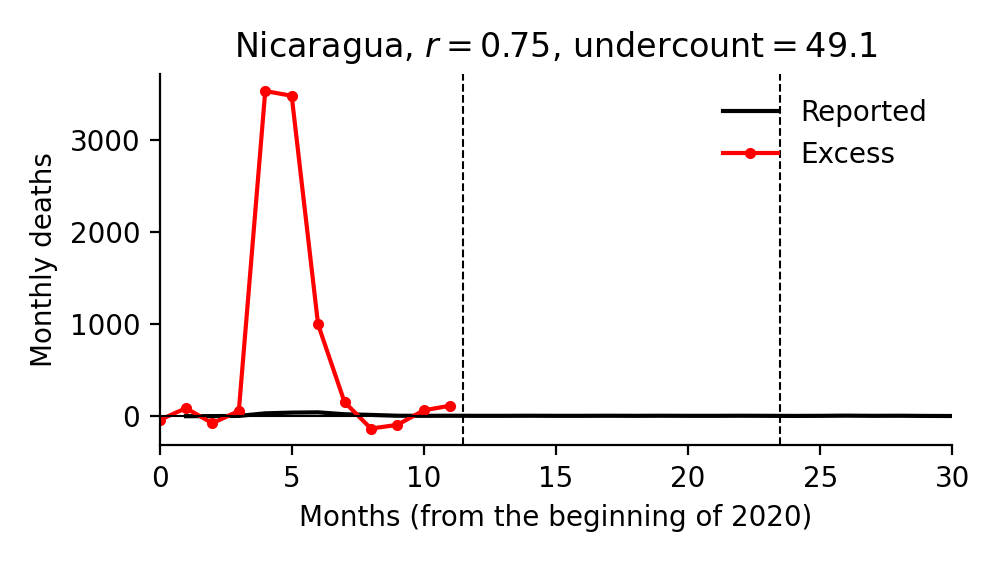 Nicaragua, r = 0.75, undercount = 49.1
Reported
Excess
Monthly deaths
3000
2000
1000
0
0 5 10 15 20 25 30
Months (from the beginning of 2020)